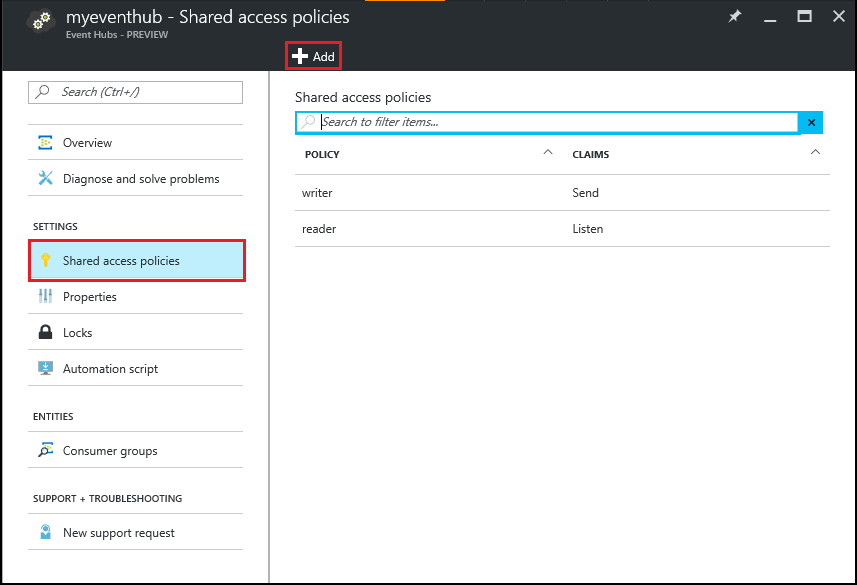 myeventhub - Shared access policies
Event Hubs - PREVIEW
Add
Search (Ctrl+/)
Overview
Diagnose and solve problems
SETTINGS
Shared access policies
Properties
Locks
Automation script
ENTITIES
Consumer groups
SUPPORT + TROUBLESHOOTING
New support request
Shared access policies
Search to filter items...
POLICY CLAIMS
writer Send
reader Listen